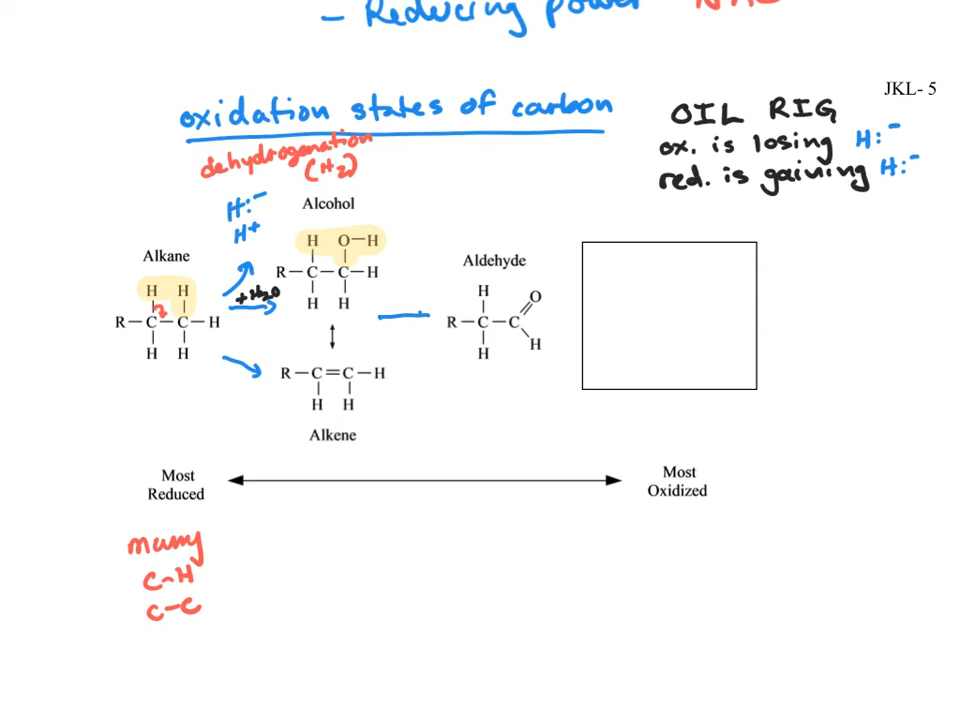 - Reducing power
JKL- 5
oxidation states of carbon
OIL RIG
ox. is losing H:⁻
red. is gaining H:⁻
dehydrogenation
(H₂)
H:⁻
H⁺
Alcohol
Alkane
Aldehyde
H O—H
R—C—C—H
H H
H H
R—C—C—H
H H
+ H₂O
H O
R—C—C
H H
R—C=C—H
H H
Alkene
Most
Reduced
Most
Oxidized
many
C-H
C-C